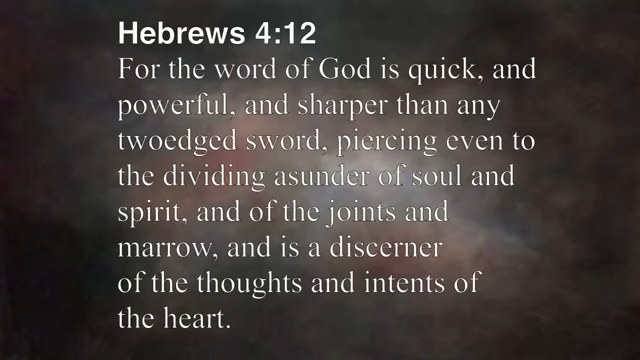 Hebrews 4:12
For the word of God is quick, and
powerful, and sharper than any
twoedged sword, piercing even to
the dividing asunder of soul and
spirit, and of the joints and
marrow, and is a discerner
of the thoughts and intents of
the heart.